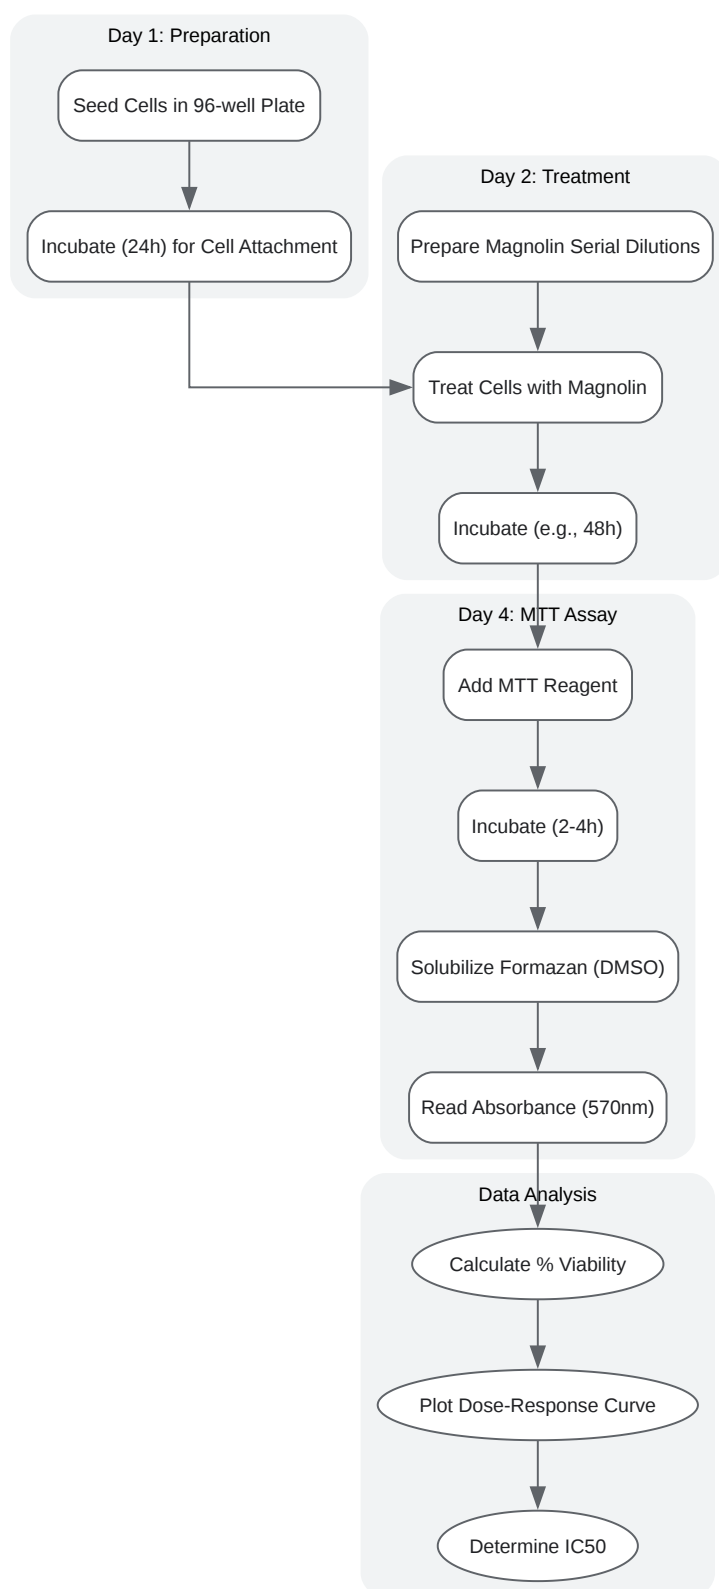 Day 1: Preparation
Seed Cells in 96-well Plate
Incubate (24h) for Cell Attachment
Day 2: Treatment
Prepare Magnolin Serial Dilutions
Treat Cells with Magnolin
Incubate (e.g., 48h)
Day 4: MTT Assay
Add MTT Reagent
Incubate (2-4h)
Solubilize Formazan (DMSO)
Read Absorbance (570nm)
Data Analysis
Calculate % Viability
Plot Dose-Response Curve
Determine IC50